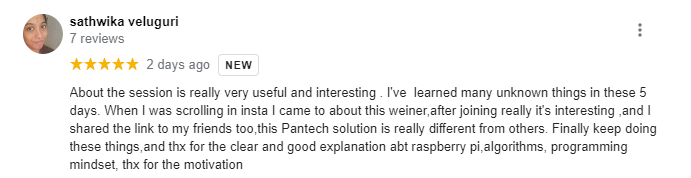 sathwika veluguri
7 reviews
2 days ago NEW
About the session is really very useful and interesting . I've learned many unknown things in these 5
days. When I was scrolling in insta I came to about this weiner,after joining really it's interesting ,and I
shared the link to my friends too,this Pantech solution is really different from others. Finally keep doing
these things,and thx for the clear and good explanation abt raspberry pi,algorithms, programming
mindset, thx for the motivation